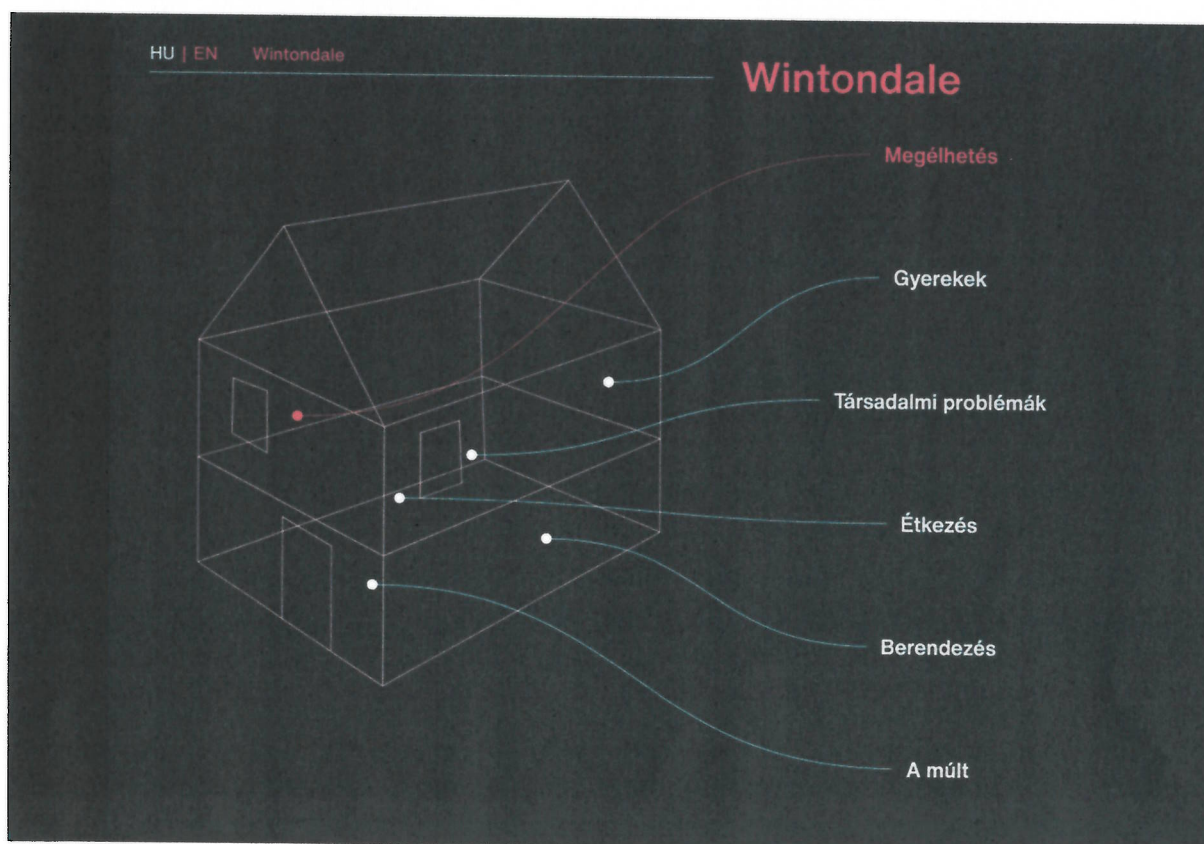 HU | EN Wintondale
Wintondale
Megélhetés
Gyerekek
Társadalmi problémák
Étkezés
Berendezés
A múlt